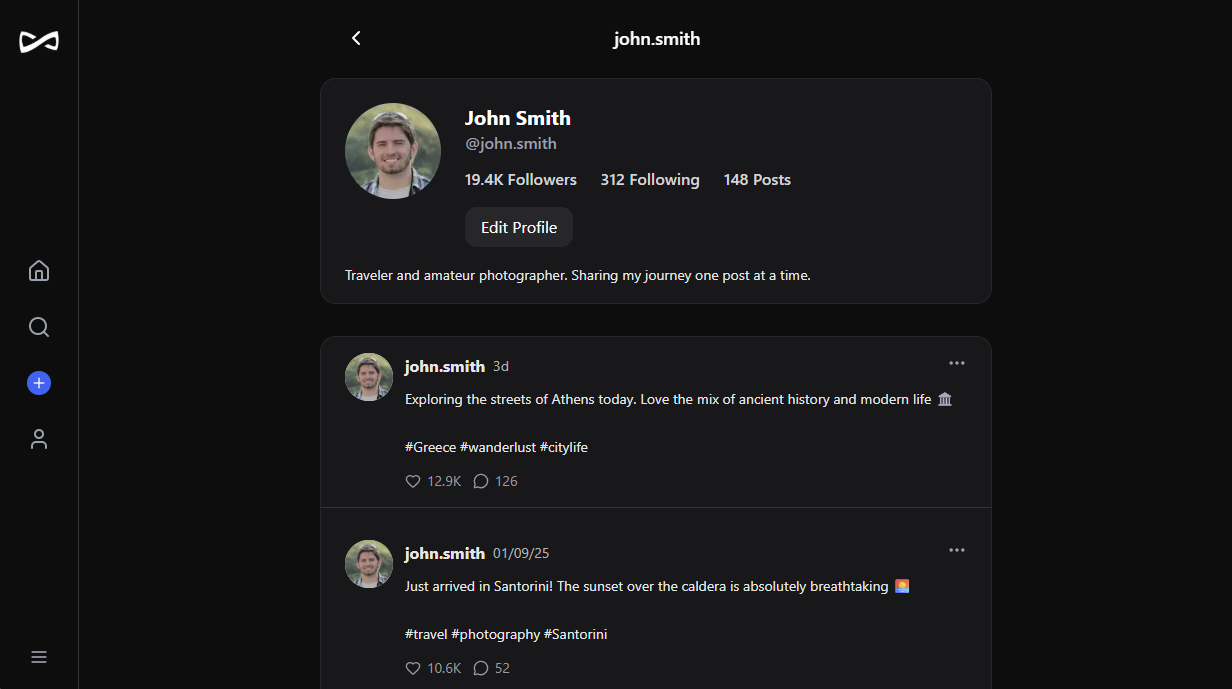 john.smith
John Smith
@john.smith
19.4K Followers 312 Following 148 Posts
Edit Profile
Traveler and amateur photographer. Sharing my journey one post at a time.
john.smith 3d
Exploring the streets of Athens today. Love the mix of ancient history and modern life 🏛️
#Greece #wanderlust #citylife
12.9K 126
john.smith 01/09/25
Just arrived in Santorini! The sunset over the caldera is absolutely breathtaking 🌅
#travel #photography #Santorini
10.6K 52